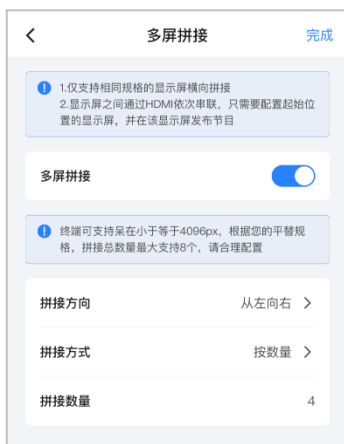 多屏拼接
完成
1.仅支持相同规格的显示屏横向拼接
2.显示屏之间通过HDMI依次串联，只需要配置起始位
置的显示屏，并在该显示屏发布节目
多屏拼接
终端可支持呆在小于等于4096px，根据您的平替规
格，拼接总数量最大支持8个，请合理配置
拼接方向
从左向右
拼接方式
按数量
拼接数量
4